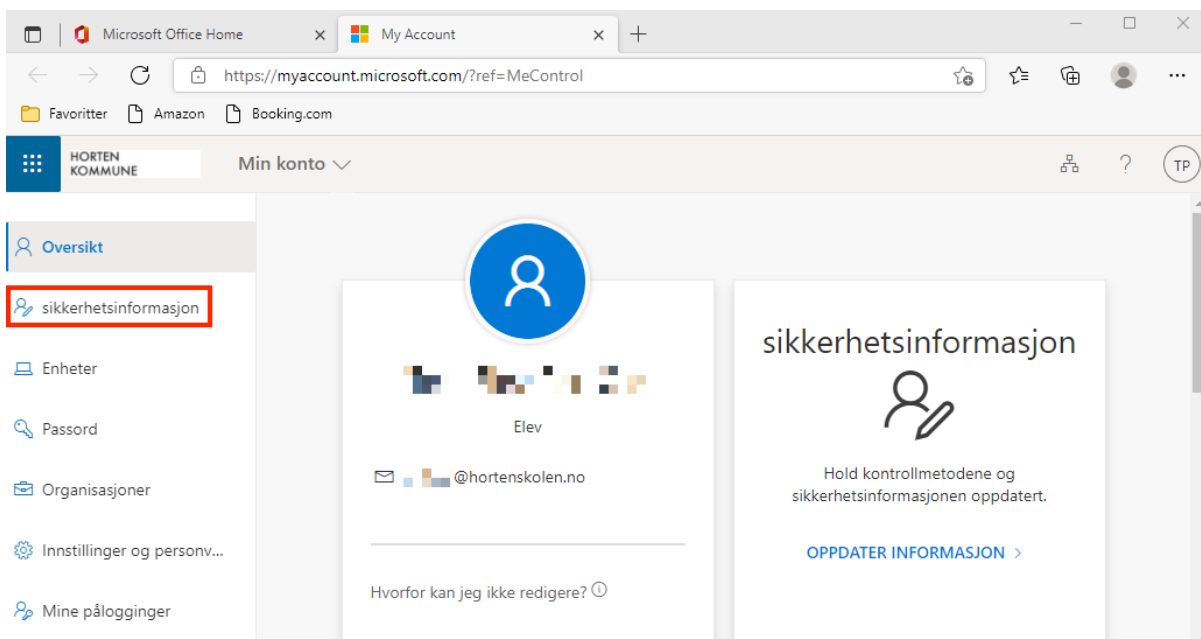 Microsoft Office Home
My Account
https://myaccount.microsoft.com/?ref=MeControl
Favoritter
Amazon
Booking.com
HORTEN
KOMMUNE
Min konto
?
TP
Oversikt
sikkerhetsinformasjon
Enheter
Passord
Organisasjoner
Innstillinger og personv...
Mine pålogginger
Elev
@hortenskolen.no
Hvorfor kan jeg ikke redigere?
sikkerhetsinformasjon
Hold kontrollmetodene og
sikkerhetsinformasjonen oppdatert.
OPPDATER INFORMASJON >